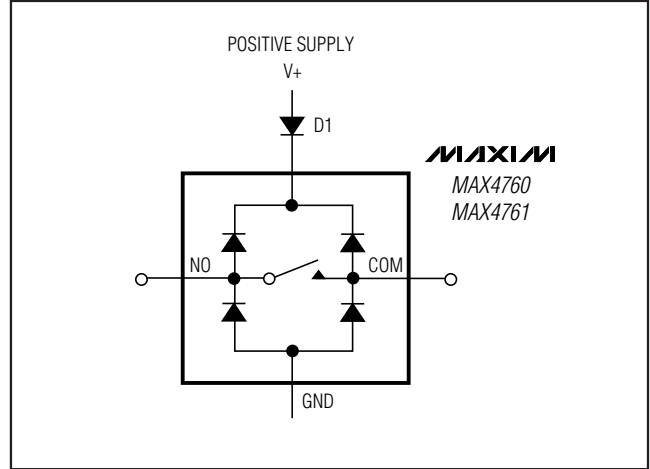 POSITIVE SUPPLY
V+
D1
MAXIM
MAX4760
MAX4761
NO
COM
GND